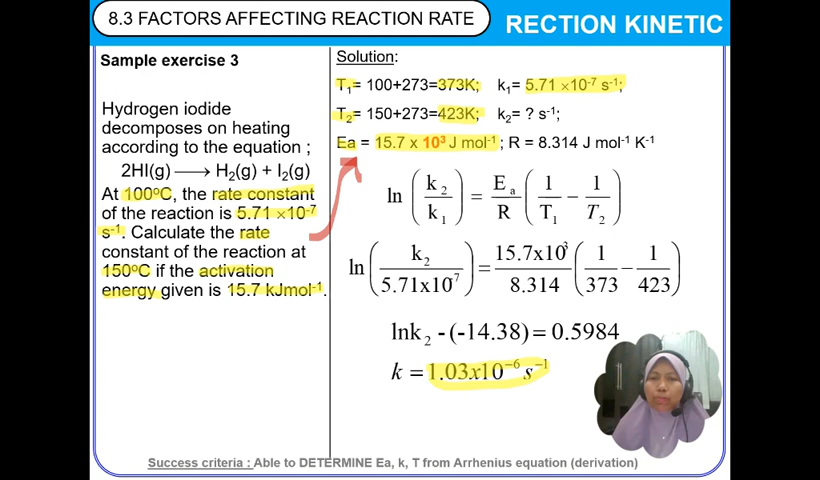 8.3 FACTORS AFFECTING REACTION RATE
RECTION KINETIC
Sample exercise 3
Hydrogen iodide
decomposes on heating
according to the equation ;
2HI(g) ⟶ H₂(g) + I₂(g)
At 100⁰C, the rate constant
of the reaction is 5.71 ×10⁻⁷
s⁻¹. Calculate the rate
constant of the reaction at
150⁰C if the activation
energy given is 15.7 kJmol⁻¹.
Solution:
T₁= 100+273=373K; k₁= 5.71 ×10⁻⁷ s⁻¹;
T₂= 150+273=423K; k₂= ? s⁻¹;
Ea = 15.7 x 10³ J mol⁻¹ ; R = 8.314 J mol⁻¹ K⁻¹
ln (k₂/k₁) = Eₐ/R (1/T₁ − 1/T₂)
ln (k₂/5.71x10⁻⁷) = 15.7x10³/8.314 (1/373 − 1/423)
lnk₂ - (-14.38) = 0.5984
k = 1.03x10⁻⁶ s⁻¹
Success criteria : Able to DETERMINE Ea, k, T from Arrhenius equation (derivation)